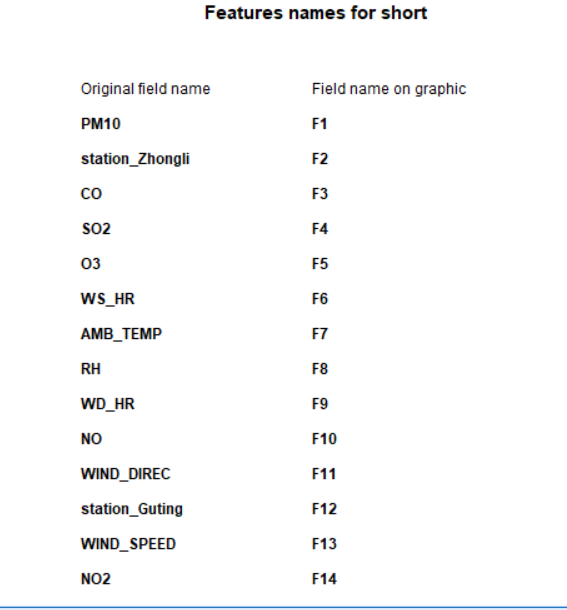 Features names for short
Original field name Field name on graphic
PM10 F1
station_Zhongli F2
CO F3
SO2 F4
O3 F5
WS_HR F6
AMB_TEMP F7
RH F8
WD_HR F9
NO F10
WIND_DIREC F11
station_Guting F12
WIND_SPEED F13
NO2 F14